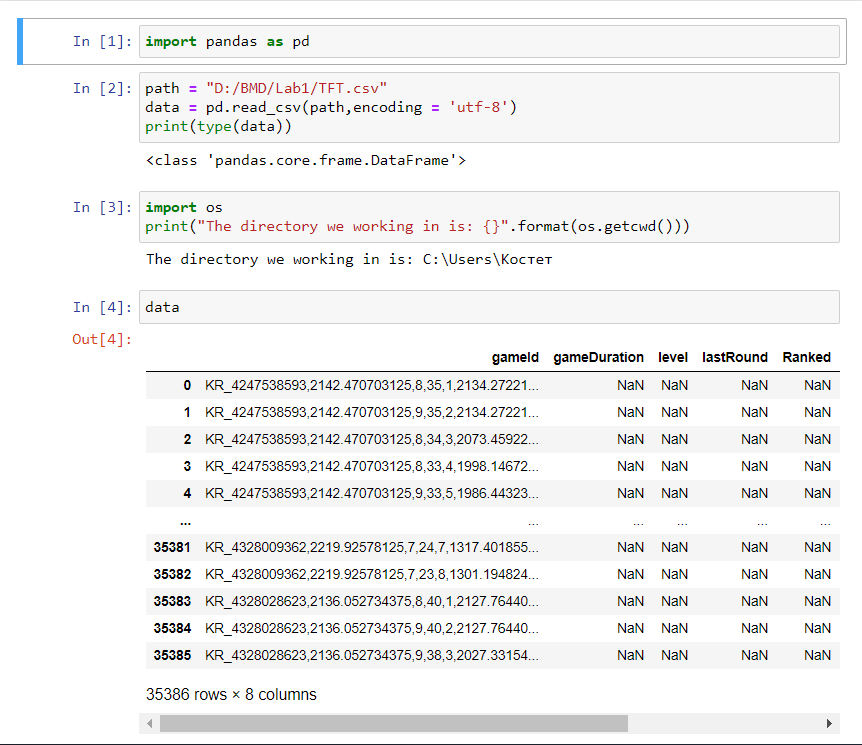 In [1]: import pandas as pd
In [2]: path = "D:/BMD/Lab1/TFT.csv"
data = pd.read_csv(path,encoding = 'utf-8')
print(type(data))
<class 'pandas.core.frame.DataFrame'>
In [3]: import os
print("The directory we working in is: {}".format(os.getcwd()))
The directory we working in is: C:\Users\Костет
In [4]: data
Out[4]:
gameId gameDuration level lastRound Ranked
0 KR_4247538593,2142.470703125,8,35,1,2134.27221... NaN NaN NaN NaN
1 KR_4247538593,2142.470703125,9,35,2,2134.27221... NaN NaN NaN NaN
2 KR_4247538593,2142.470703125,8,34,3,2073.45922... NaN NaN NaN NaN
3 KR_4247538593,2142.470703125,8,33,4,1998.14672... NaN NaN NaN NaN
4 KR_4247538593,2142.470703125,9,33,5,1986.44323... NaN NaN NaN NaN
... ... ... ... ... ...
35381 KR_4328009362,2219.92578125,7,24,7,1317.401855... NaN NaN NaN NaN
35382 KR_4328009362,2219.92578125,7,23,8,1301.194824... NaN NaN NaN NaN
35383 KR_4328028623,2136.052734375,8,40,1,2127.76440... NaN NaN NaN NaN
35384 KR_4328028623,2136.052734375,9,40,2,2127.76440... NaN NaN NaN NaN
35385 KR_4328028623,2136.052734375,9,38,3,2027.33154... NaN NaN NaN NaN
35386 rows × 8 columns